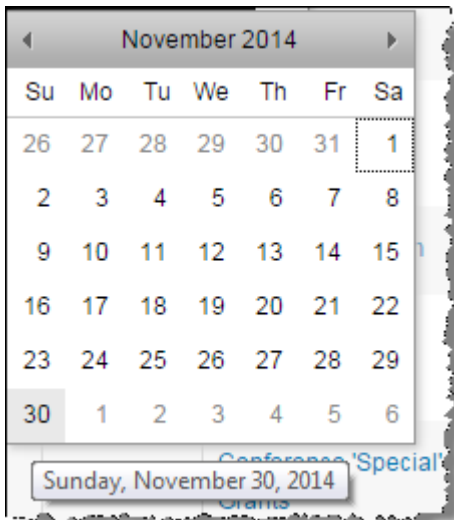 November 2014
Su Mo Tu We Th Fr Sa
26 27 28 29 30 31 1
2 3 4 5 6 7 8
9 10 11 12 13 14 15
16 17 18 19 20 21 22
23 24 25 26 27 28 29
30 1 2 3 4 5 6
Conference 'Special'
Sunday, November 30, 2014
Grants